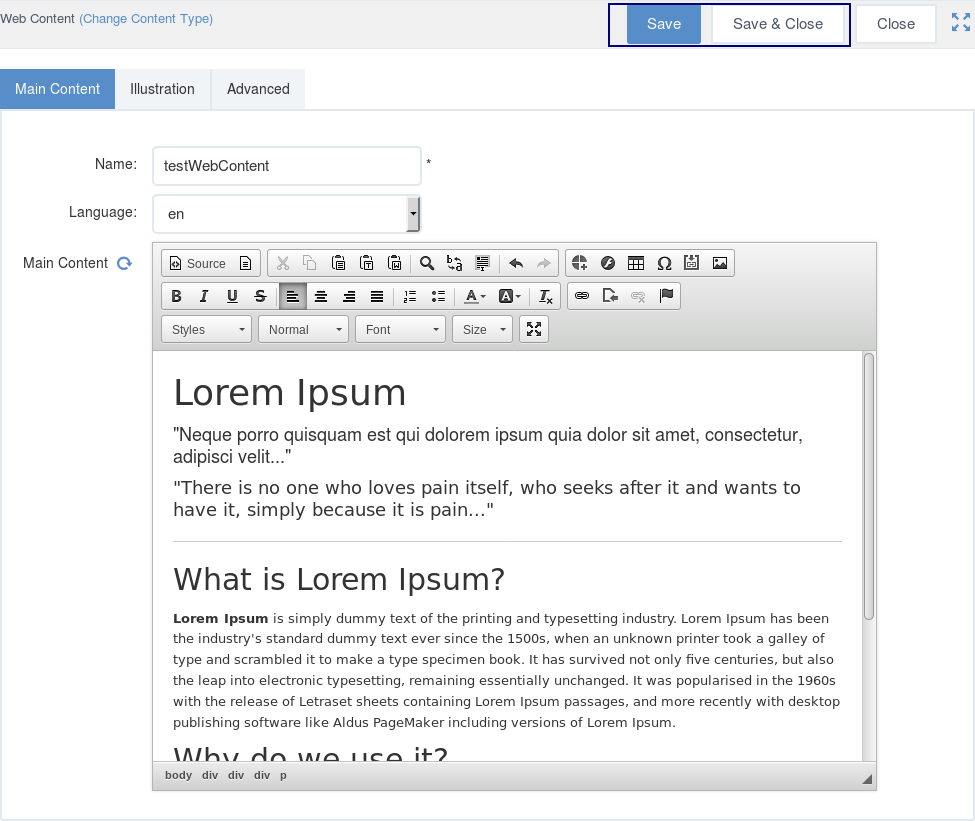 Web Content (Change Content Type)
Save
Save & Close
Close
Main Content
Illustration
Advanced
Name:
testWebContent
*
Language:
en
Main Content
Source
B I U S
A A
Styles
Normal
Font
Size
Lorem Ipsum
"Neque porro quisquam est qui dolorem ipsum quia dolor sit amet, consectetur,
adipisci velit..."
"There is no one who loves pain itself, who seeks after it and wants to
have it, simply because it is pain..."
What is Lorem Ipsum?
Lorem Ipsum is simply dummy text of the printing and typesetting industry. Lorem Ipsum has been
the industry's standard dummy text ever since the 1500s, when an unknown printer took a galley of
type and scrambled it to make a type specimen book. It has survived not only five centuries, but also
the leap into electronic typesetting, remaining essentially unchanged. It was popularised in the 1960s
with the release of Letraset sheets containing Lorem Ipsum passages, and more recently with desktop
publishing software like Aldus PageMaker including versions of Lorem Ipsum.
Why do we use it?
body div div div p